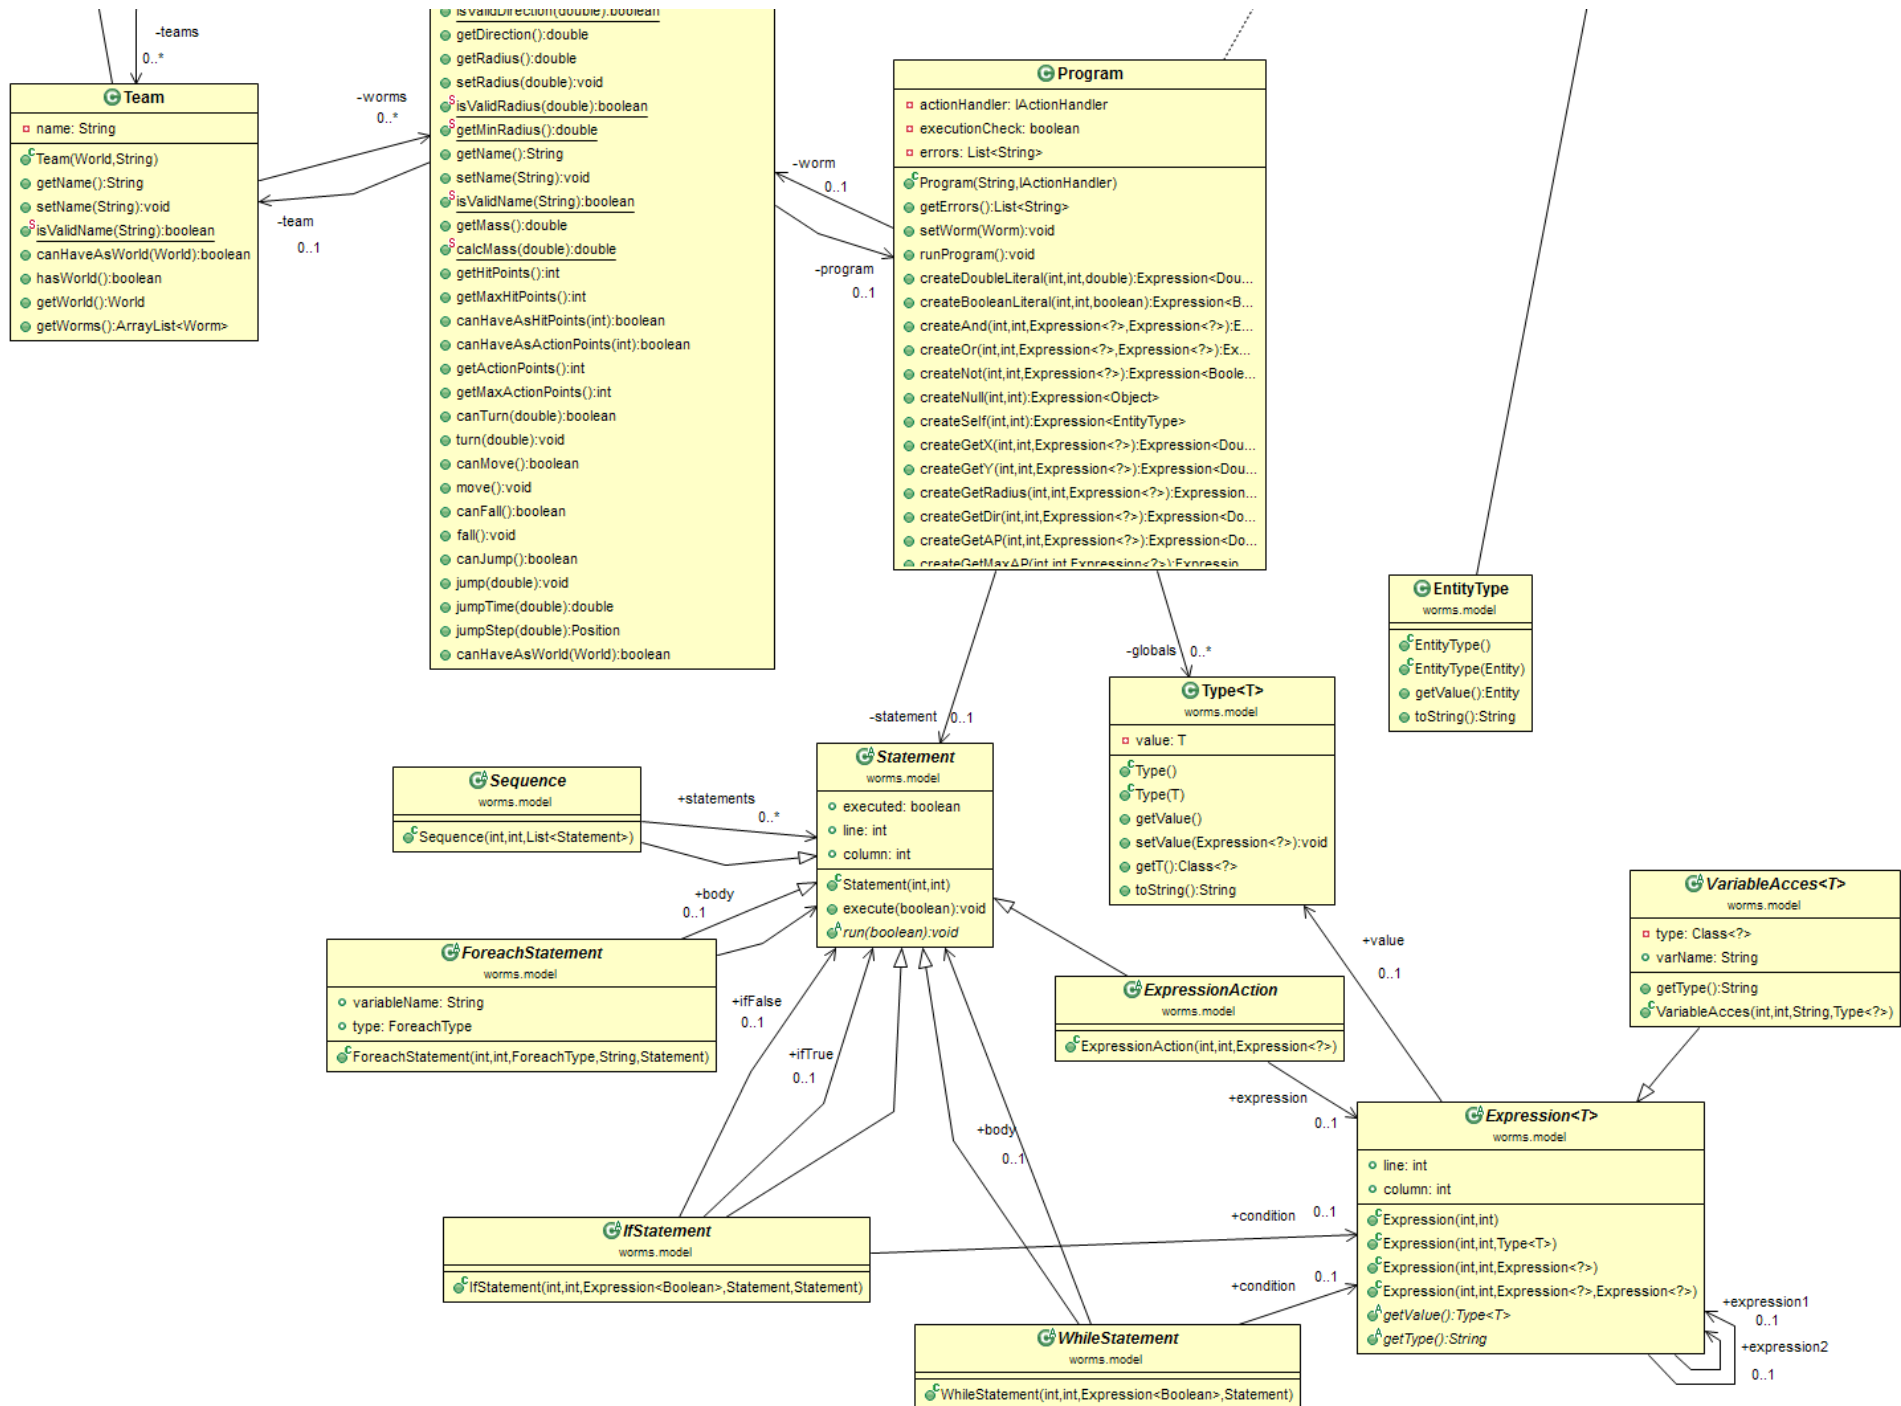 -teams
0..*
Team
name: String
Team(World,String)
getName():String
setName(String):void
isValidName(String):boolean
canHaveAsWorld(World):boolean
hasWorld():boolean
getWorld():World
getWorms():ArrayList<Worm>
-worms
0..*
-team
0..1
isValidDirection(double):boolean
getDirection():double
getRadius():double
setRadius(double):void
isValidRadius(double):boolean
getMinRadius():double
getName():String
setName(String):void
isValidName(String):boolean
getMass():double
calcMass(double):double
getHitPoints():int
getMaxHitPoints():int
canHaveAsHitPoints(int):boolean
canHaveAsActionPoints(int):boolean
getActionPoints():int
getMaxActionPoints():int
canTurn(double):boolean
turn(double):void
canMove():boolean
move():void
canFall():boolean
fall():void
canJump():boolean
jump(double):void
jumpTime(double):double
jumpStep(double):Position
canHaveAsWorld(World):boolean
-worm
0..1
-program
0..1
Program
actionHandler: IActionHandler
executionCheck: boolean
errors: List<String>
Program(String,IActionHandler)
getErrors():List<String>
setWorm(Worm):void
runProgram():void
createDoubleLiteral(int,int,double):Expression<Dou...
createBooleanLiteral(int,int,boolean):Expression<B...
createAnd(int,int,Expression<?>,Expression<?>):E...
createOr(int,int,Expression<?>,Expression<?>):Ex...
createNot(int,int,Expression<?>):Expression<Boole...
createNull(int,int):Expression<Object>
createSelf(int,int):Expression<EntityType>
createGetX(int,int,Expression<?>):Expression<Dou...
createGetY(int,int,Expression<?>):Expression<Dou...
createGetRadius(int,int,Expression<?>):Expression...
createGetDir(int,int,Expression<?>):Expression<Do...
createGetAP(int,int,Expression<?>):Expression<Do...
createGetMaxAP(int,int,Expression<?>):Expressio...
EntityType
worms.model
EntityType()
EntityType(Entity)
getValue():Entity
toString():String
-globals 0..*
Type<T>
worms.model
value: T
Type()
Type(T)
getValue()
setValue(Expression<?>):void
getT():Class<?>
toString():String
-statement 0..1
Statement
worms.model
executed: boolean
line: int
column: int
Statement(int,int)
execute(boolean):void
run(boolean):void
Sequence
worms.model
Sequence(int,int,List<Statement>)
+statements
0..*
+body
0..1
ForeachStatement
worms.model
variableName: String
type: ForeachType
ForeachStatement(int,int,ForeachType,String,Statement)
+ifFalse
0..1
+ifTrue
0..1
ExpressionAction
worms.model
ExpressionAction(int,int,Expression<?>)
+value
0..1
VariableAcces<T>
worms.model
type: Class<?>
varName: String
getType():String
VariableAcces(int,int,String,Type<?>)
+expression
0..1
+body
0..1
Expression<T>
worms.model
line: int
column: int
Expression(int,int)
Expression(int,int,Type<T>)
Expression(int,int,Expression<?>)
Expression(int,int,Expression<?>,Expression<?>)
getValue():Type<T>
getType():String
+expression1
0..1
+expression2
0..1
IfStatement
worms.model
IfStatement(int,int,Expression<Boolean>,Statement,Statement)
+condition 0..1
+condition 0..1
WhileStatement
worms.model
WhileStatement(int,int,Expression<Boolean>,Statement)